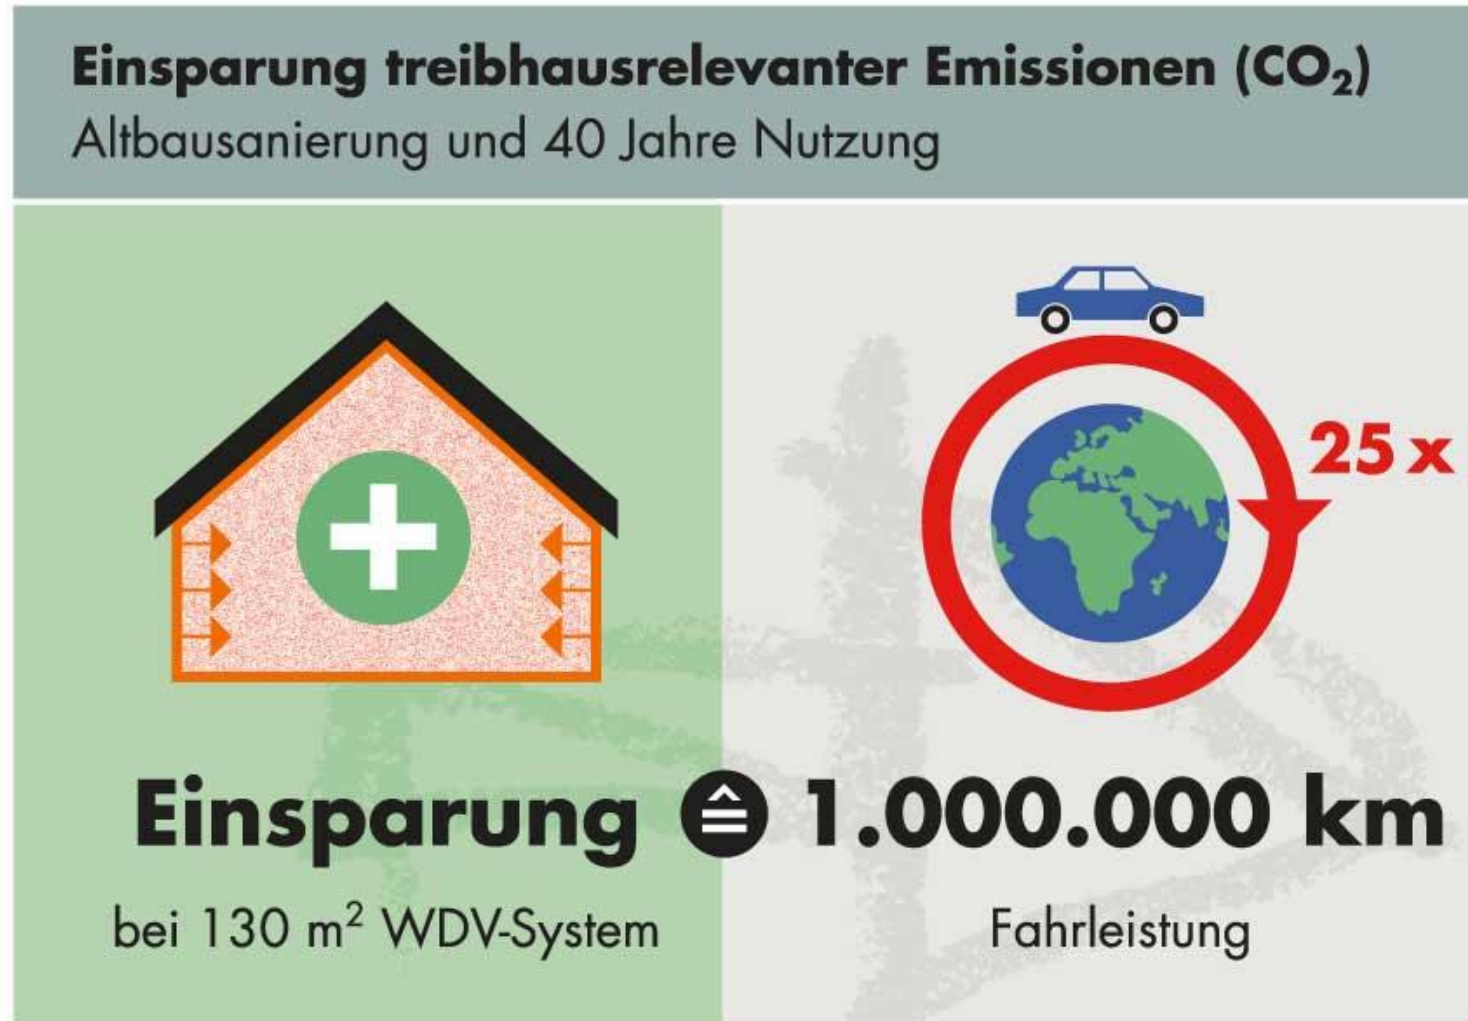 Einsparung treibhausrelevanter Emissionen (CO₂)
Altbausanierung und 40 Jahre Nutzung
25 x
Einsparung ≙ 1.000.000 km
bei 130 m² WDV-System
Fahrleistung